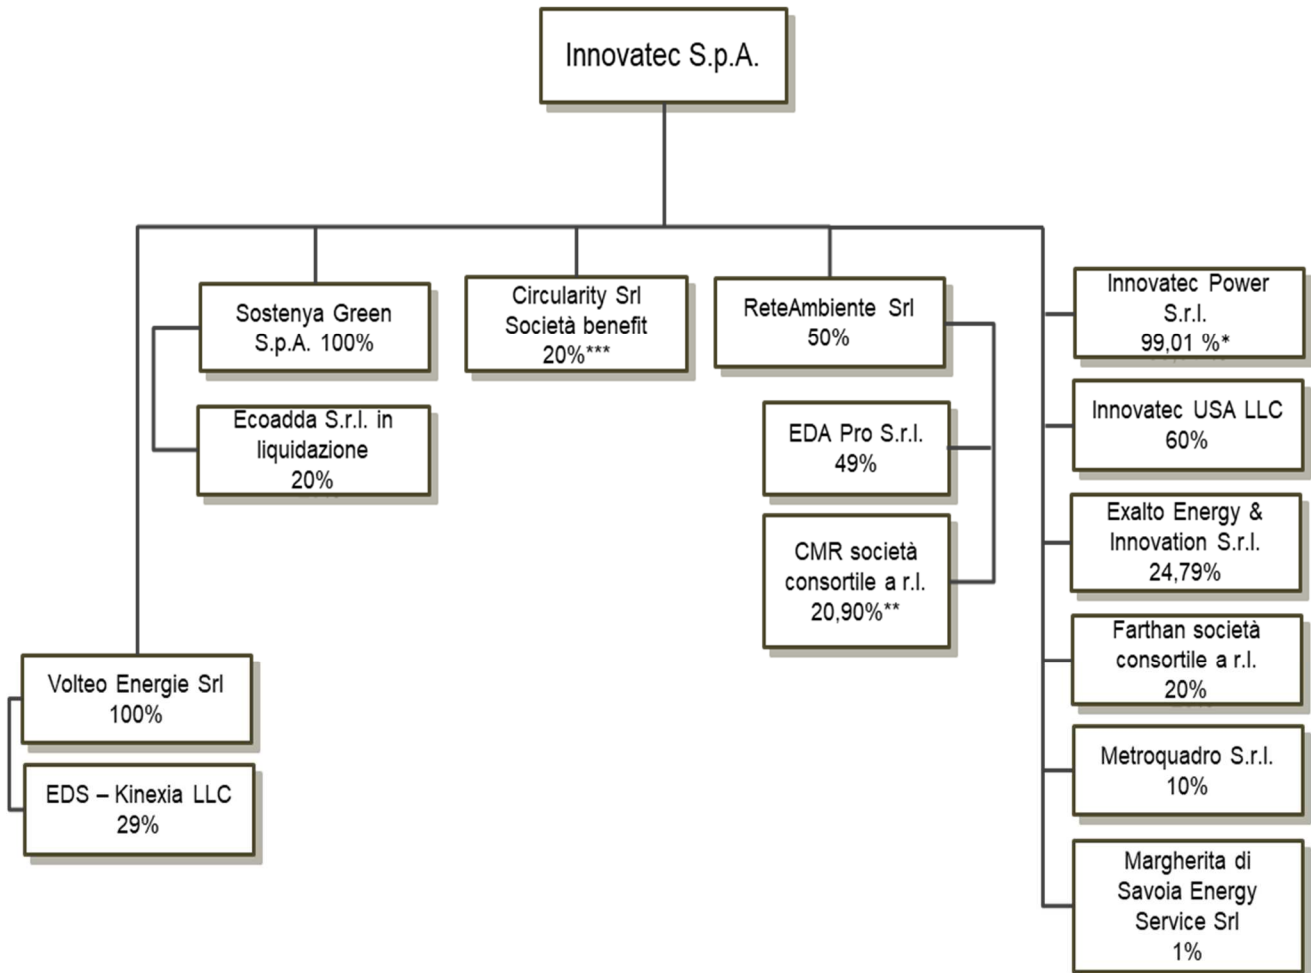 Innovatec S.p.A.
Sostenya Green
S.p.A. 100%
Ecoadda S.r.l. in
liquidazione
20%
Circularity Srl
Società benefit
20%***
ReteAmbiente Srl
50%
EDA Pro S.r.l.
49%
CMR società
consortile a r.l.
20,90%**
Volteo Energie Srl
100%
EDS – Kinexia LLC
29%
Innovatec Power
S.r.l.
99,01 %*
Innovatec USA LLC
60%
Exalto Energy &
Innovation S.r.l.
24,79%
Farthan società
consortile a r.l.
20%
Metroquadro S.r.l.
10%
Margherita di
Savoia Energy
Service Srl
1%